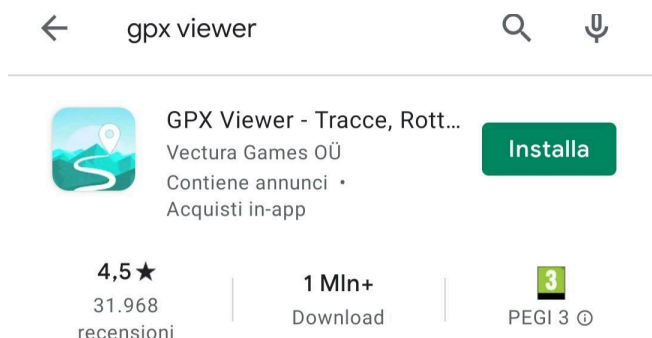 gpx viewer
GPX Viewer - Tracce, Rott...
Vectura Games OÜ
Installa
Contiene annunci •
Acquisti in-app
4,5★
31.968
recensioni
1 Mln+
Download
3
PEGI 3